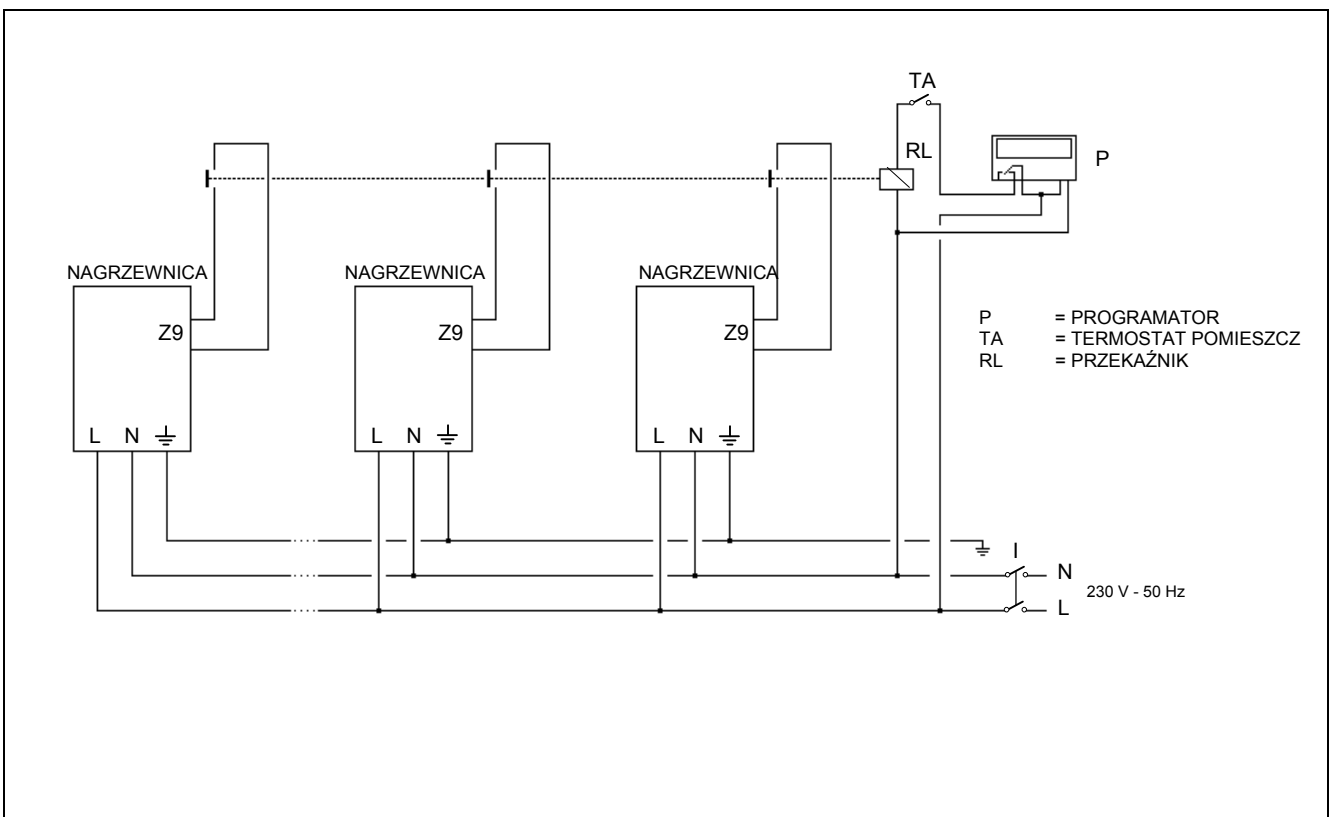 TA
RL
P
NAGRZEWNICA NAGRZEWNICA NAGRZEWNICA
Z9 Z9 Z9
P = PROGRAMATOR
TA = TERMOSTAT POMIESZCZ
RL = PRZEKAŹNIK
L N L N L N
I
N
230 V - 50 Hz
L